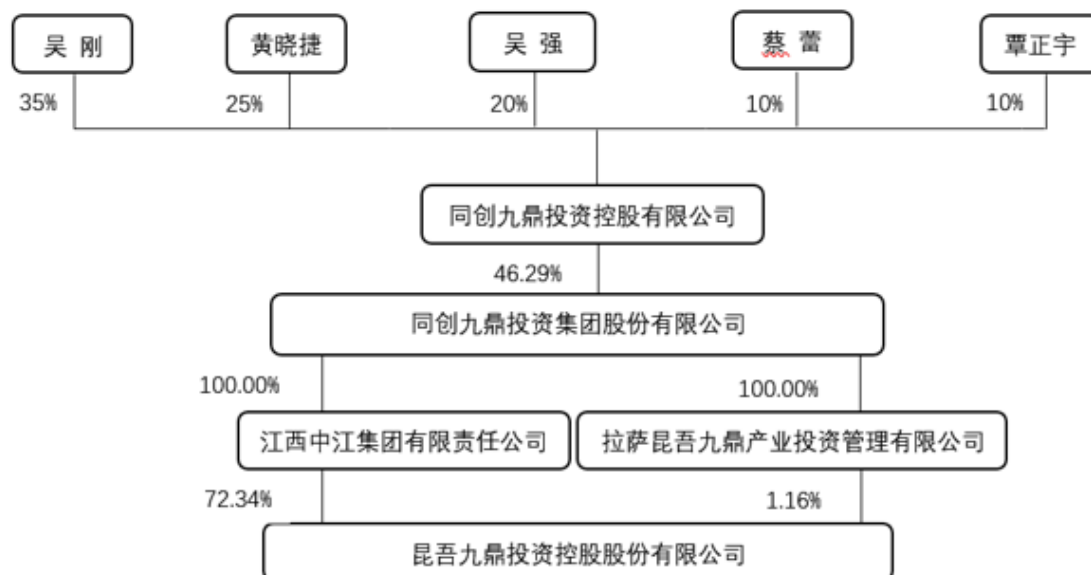 吴 刚
黄晓捷
吴 强
蔡 蕾
覃正宇
35%
25%
20%
10%
10%
同创九鼎投资控股有限公司
46.29%
同创九鼎投资集团股份有限公司
100.00%
100.00%
江西中江集团有限责任公司
拉萨昆吾九鼎产业投资管理有限公司
72.34%
1.16%
昆吾九鼎投资控股股份有限公司